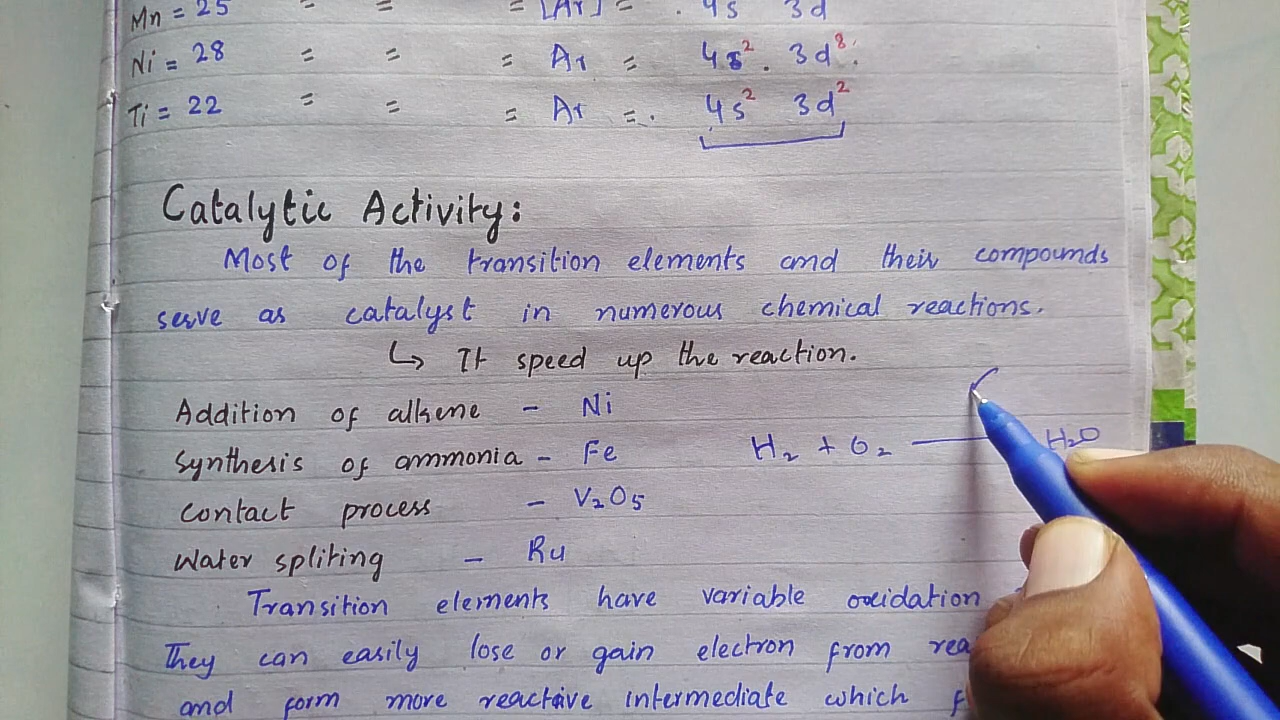 Mn = 25 = = = [Ar] = . 4s 3d
Ni = 28 = = = Ar = 4s². 3d⁸.
Ti = 22 = = = Ar = . 4s² 3d²
Catalytic Activity:
Most of the transition elements and their compounds
serve as catalyst in numerous chemical reactions.
↳ It speed up the reaction.
Addition of alkene - Ni
Synthesis of ammonia - Fe H₂ + O₂ — H₂O
Contact process - V₂O₅
Water spliting - Ru
Transition elements have variable oxidation
They can easily lose or gain electron from
and form more reactive intermediate which